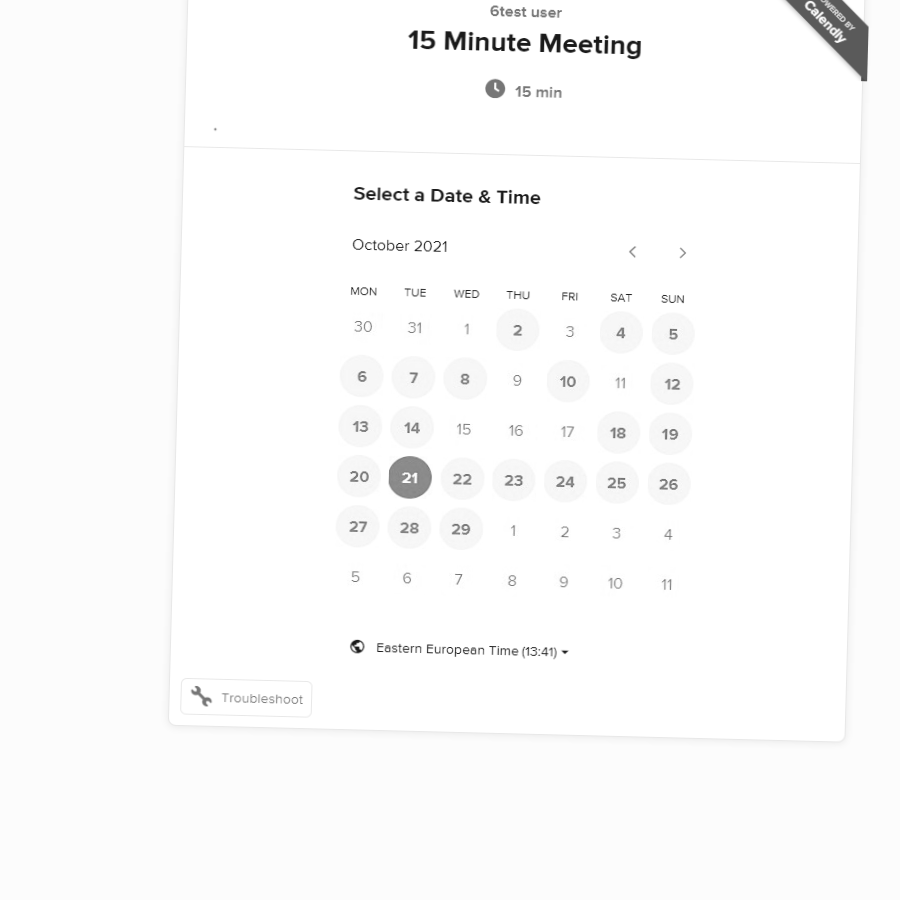 6test user
15 Minute Meeting
15 min
POWERED BY
Calendly
.
Select a Date & Time
October 2021
MON TUE WED THU FRI SAT SUN
30 31 1 2 3 4 5
6 7 8 9 10 11 12
13 14 15 16 17 18 19
20 21 22 23 24 25 26
27 28 29 1 2 3 4
5 6 7 8 9 10 11
Eastern European Time (13:41)
Troubleshoot